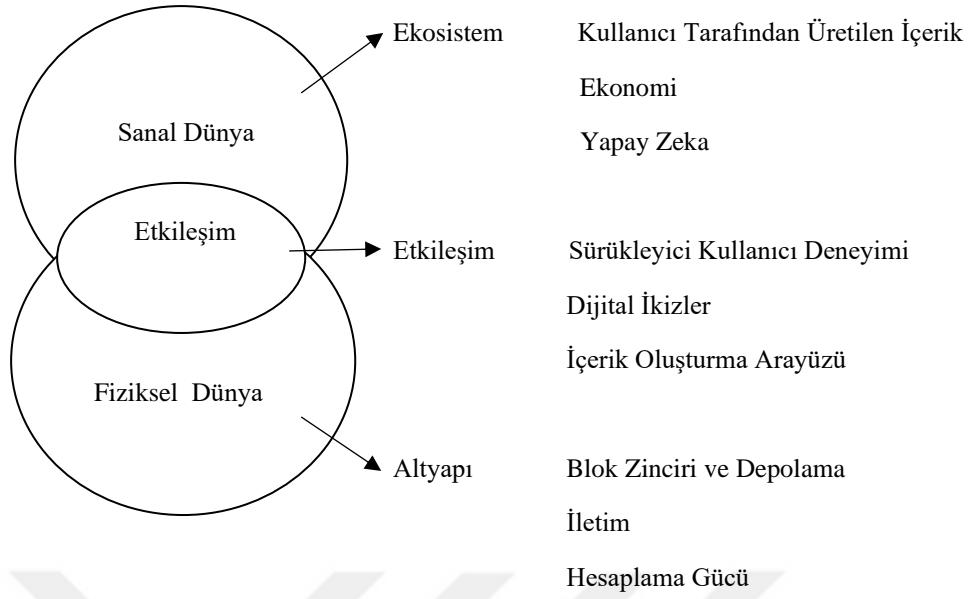 Ekosistem Kullanıcı Tarafından Üretilen İçerik
Ekonomi
Sanal Dünya
Yapay Zeka
Etkileşim
Etkileşim Sürükleyici Kullanıcı Deneyimi
Dijital İkizler
İçerik Oluşturma Arayüzü
Fiziksel Dünya
Altyapı Blok Zinciri ve Depolama
İletim
Hesaplama Gücü